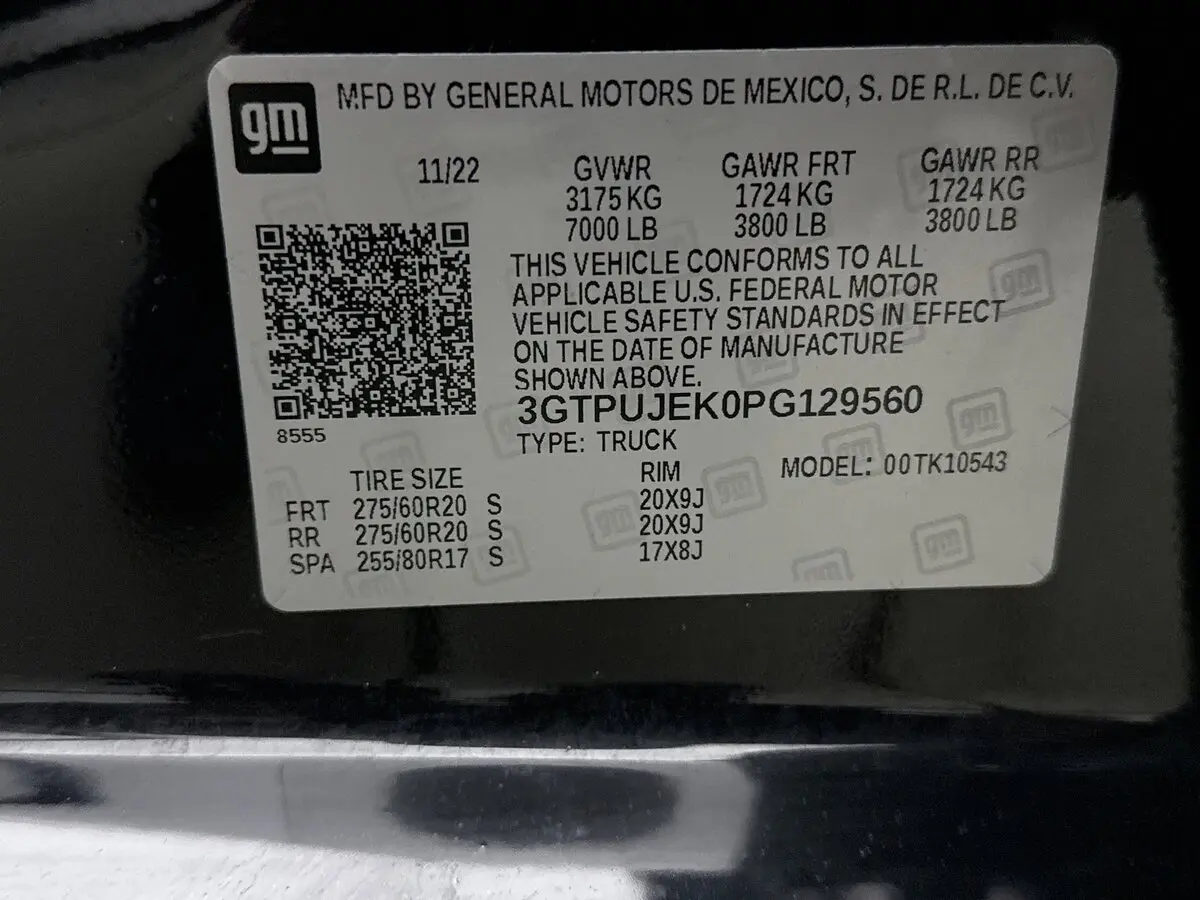 gm
MFD BY GENERAL MOTORS DE MEXICO, S. DE R.L. DE C.V.
11/22 GVWR GAWR FRT GAWR RR
3175 KG 1724 KG 1724 KG
7000 LB 3800 LB 3800 LB
THIS VEHICLE CONFORMS TO ALL
APPLICABLE U.S. FEDERAL MOTOR
VEHICLE SAFETY STANDARDS IN EFFECT
ON THE DATE OF MANUFACTURE
SHOWN ABOVE.
3GTPUJEK0PG129560
8555
TYPE: TRUCK
MODEL: 00TK10543
TIRE SIZE RIM
FRT 275/60R20 S 20X9J
RR 275/60R20 S 20X9J
SPA 255/80R17 S 17X8J